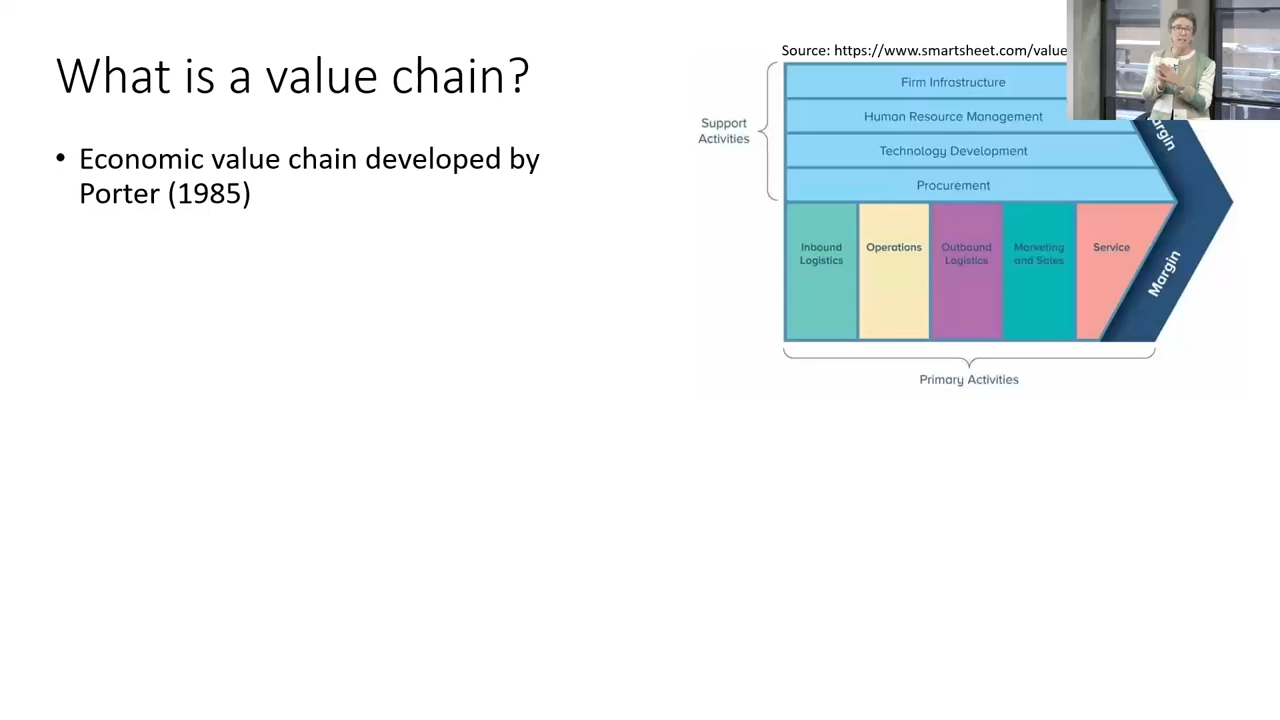 What is a value chain?
• Economic value chain developed by
Porter (1985)
Source: https://www.smartsheet.com/value
Support
Activities
Firm Infrastructure
Human Resource Management
Technology Development
Procurement
Inbound
Logistics
Operations
Outbound
Logistics
Marketing
and Sales
Service
Margin
Primary Activities